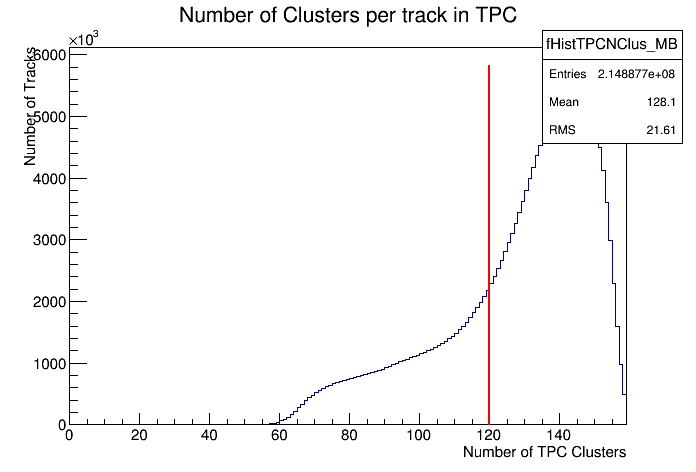 Number of Clusters per track in TPC
×10³
fHistTPCNClus_MB
Entries 2.148877e+08
Mean 128.1
RMS 21.61
Number of Tracks
6000
5000
4000
3000
2000
1000
0
0 20 40 60 80 100 120 140
Number of TPC Clusters